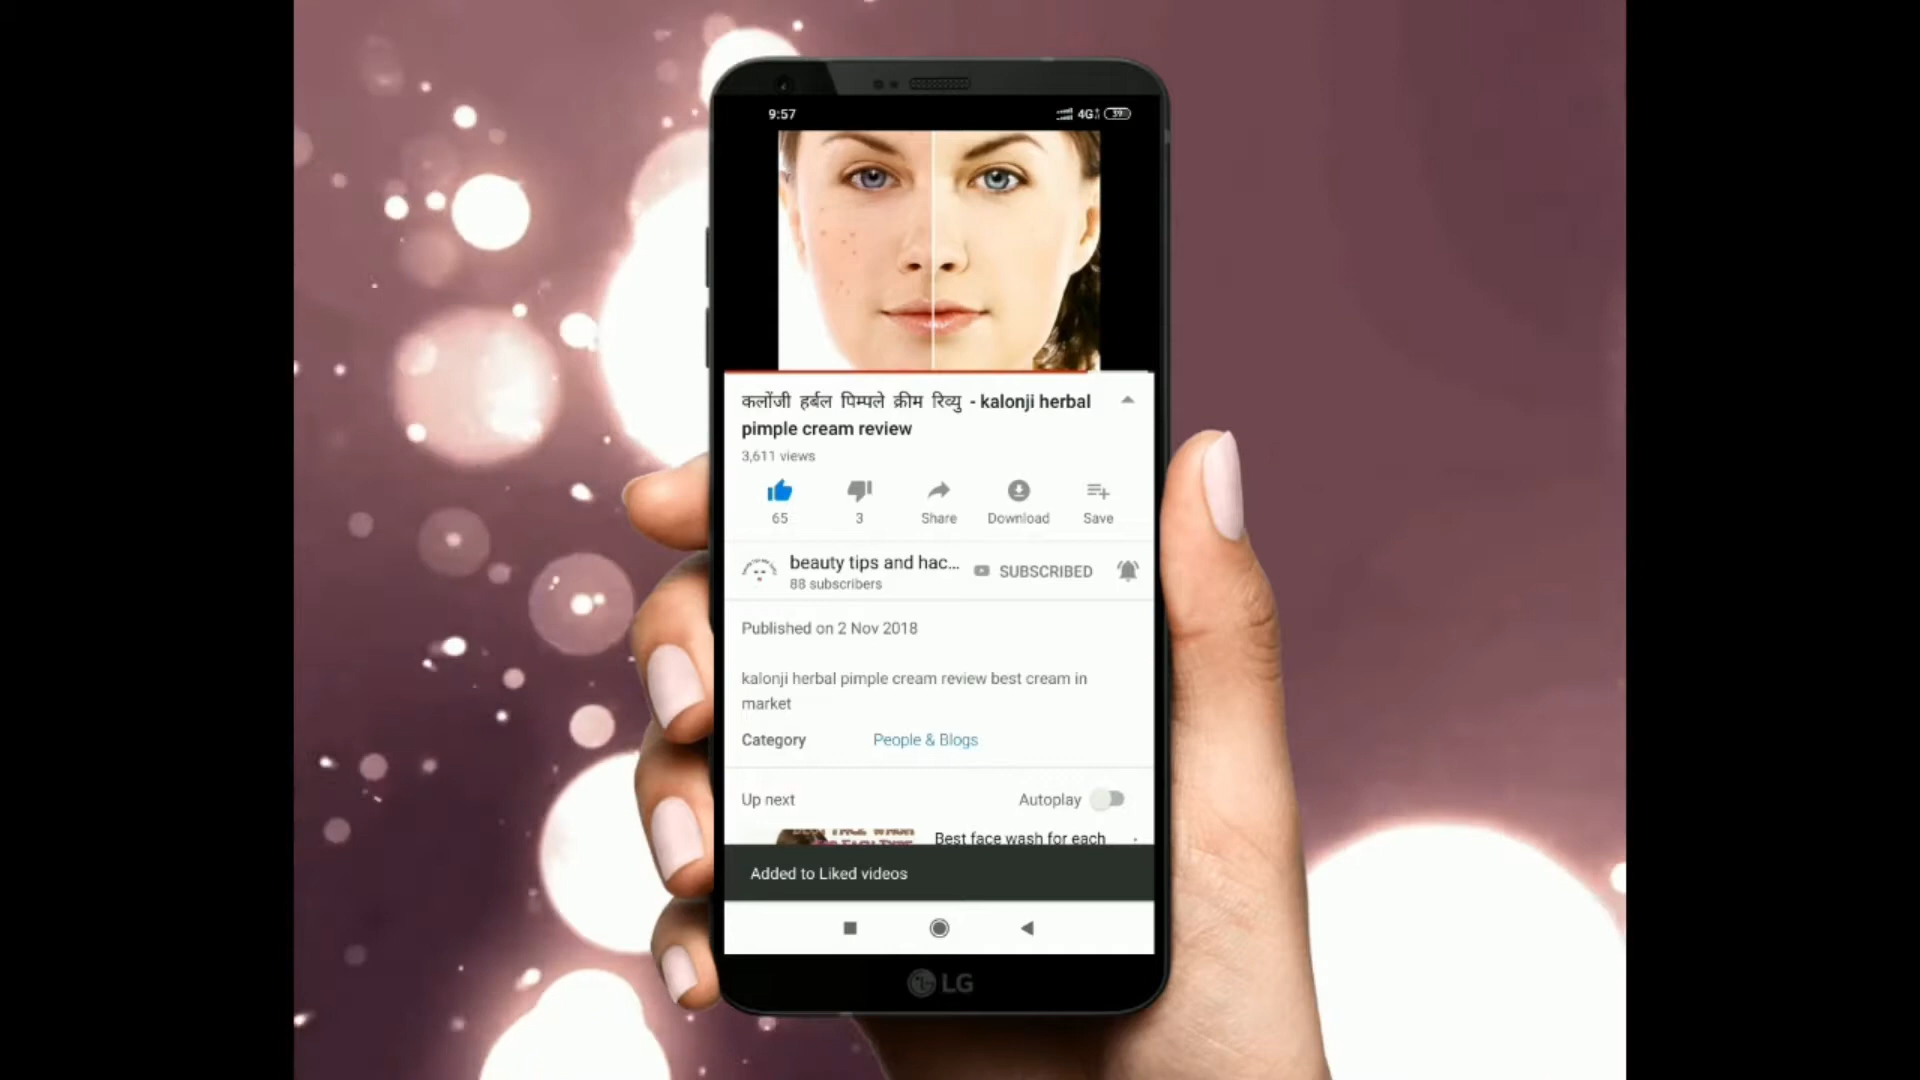 9:57
4G 39
कलोंजी हर्बल पिम्पले क्रीम रिव्यु - kalonji herbal
pimple cream review
3,611 views
65 3 Share Download Save
beauty tips and hac... SUBSCRIBED
88 subscribers
Published on 2 Nov 2018
kalonji herbal pimple cream review best cream in
market
Category People & Blogs
Up next Autoplay
Best face wash for each
Added to Liked videos
LG